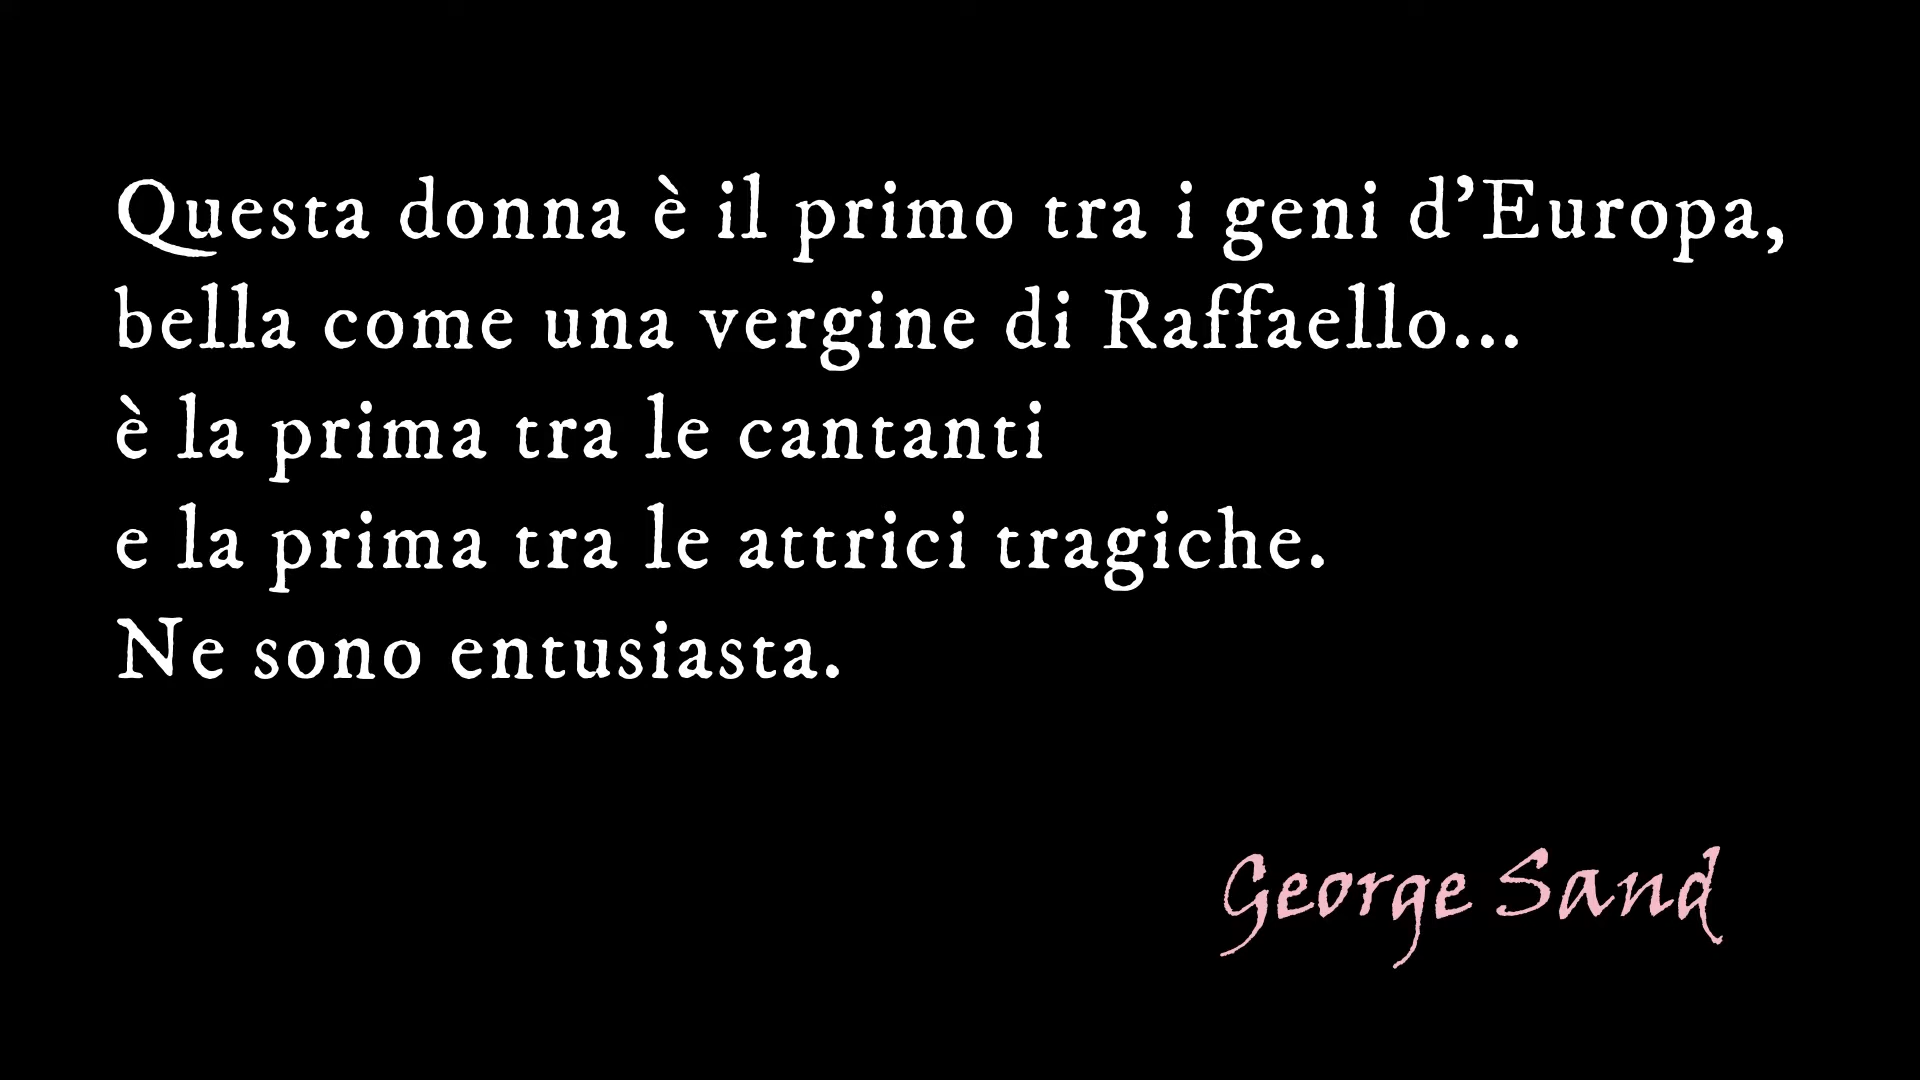 Questa donna è il primo tra i geni d’Europa,
bella come una vergine di Raffaello...
è la prima tra le cantanti
e la prima tra le attrici tragiche.
Ne sono entusiasta.
George Sand